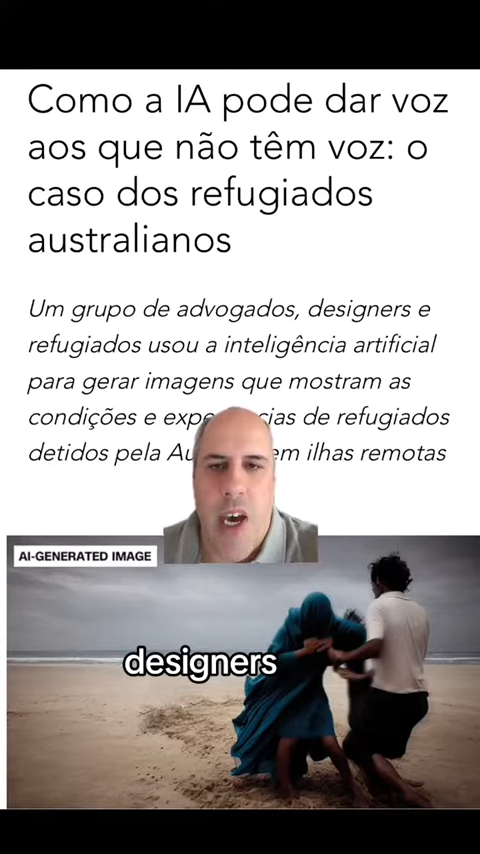 Como a IA pode dar voz
aos que não têm voz: o
caso dos refugiados
australianos
Um grupo de advogados, designers e
refugiados usou a inteligência artificial
para gerar imagens que mostram as
condições e de refugiados
detidos pela em ilhas remotas
AI-GENERATED IMAGE
designers